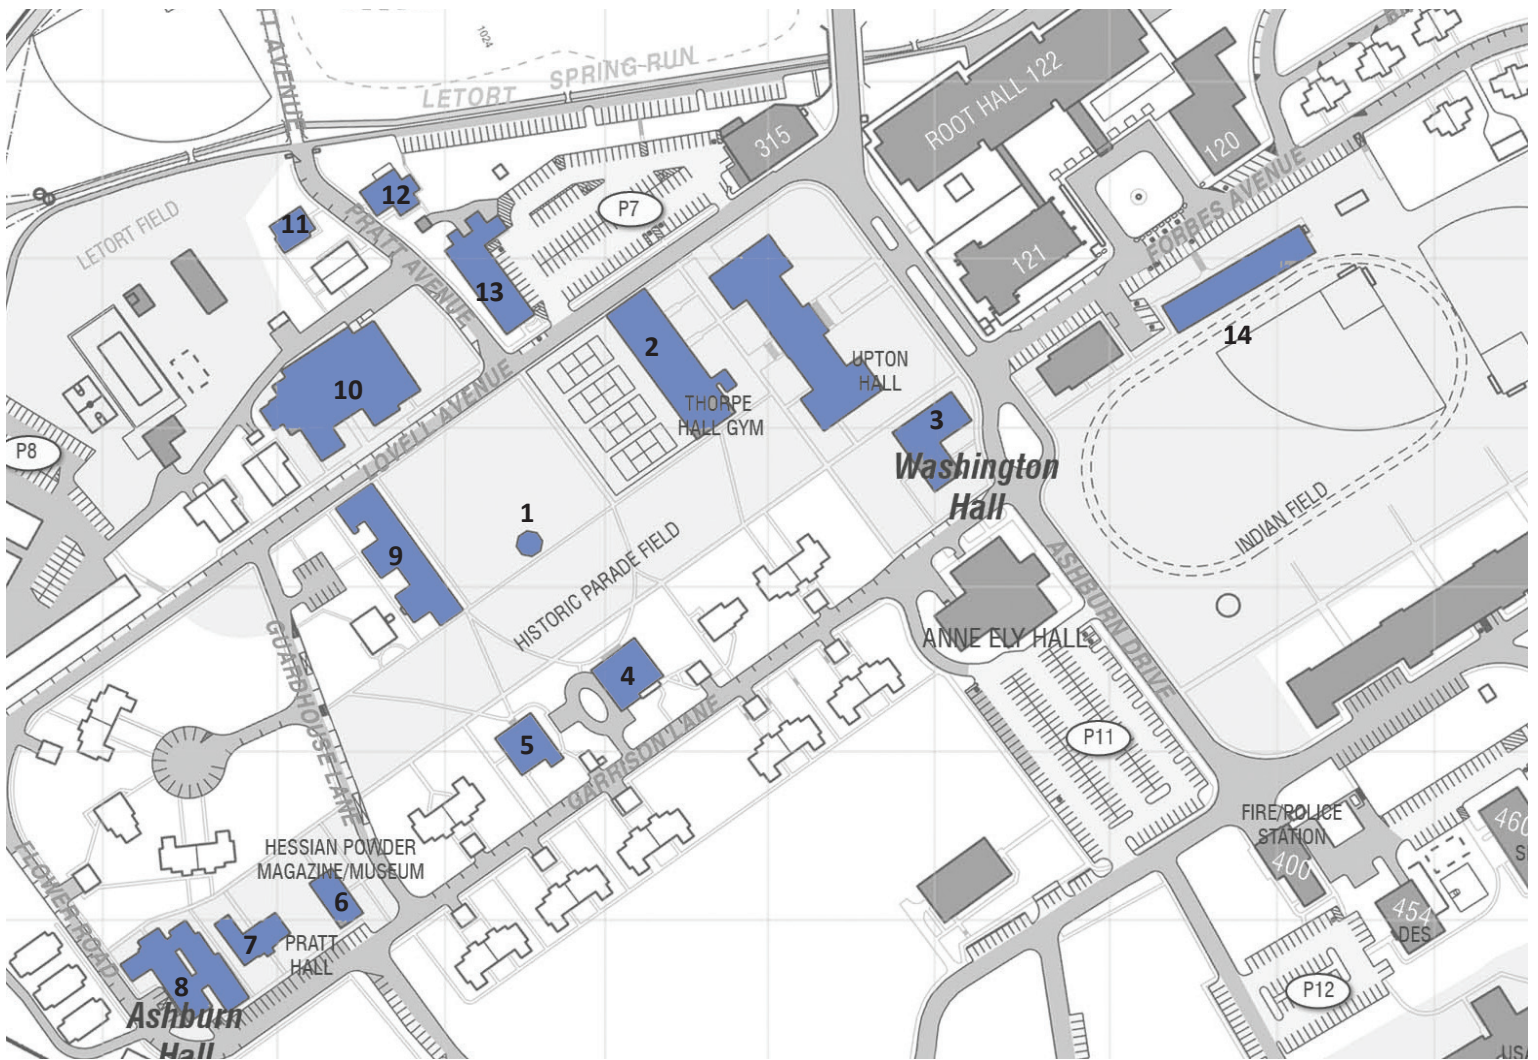 TT AVENUE
1024
SPRING RUN
LETORT
ROOT HALL 122
315
120
12
P7
FORBES AVENUE
11
PRATT AVENUE
LETORT FIELD
121
13
14
2
UPTON
HALL
10
THORPE
HALL GYM
LOVELL AVENUE
3
P8
Washington
Hall
1
INDIAN FIELD
9
HISTORIC PARADE FIELD
ASHBURN DRIVE
ANNE ELY HALL
GUARDHOUSE LANE
4
5
P11
GARRISON LANE
FIRE/POLICE
STATION
460
400
HESSIAN POWDER
MAGAZINE/MUSEUM
FLOWER ROAD
6
454
DES
7
PRATT
HALL
8
P12
Ashburn
Hall
US